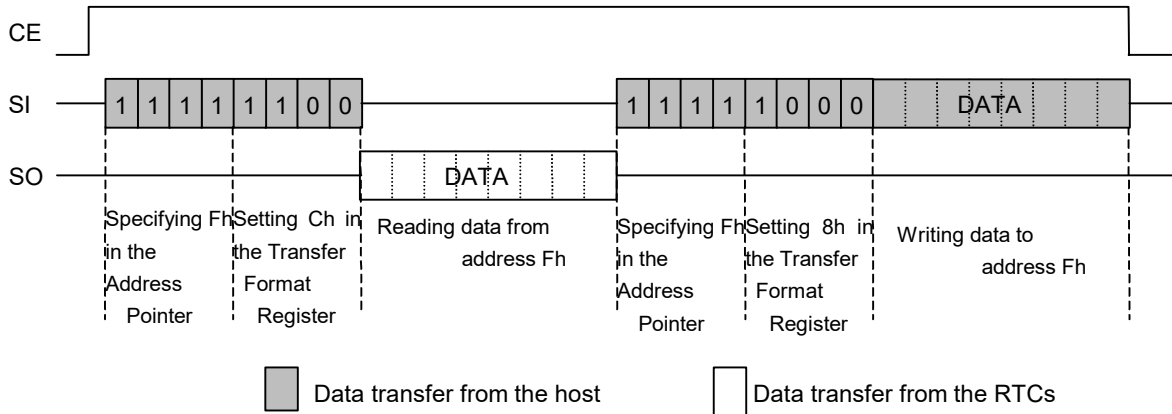 CE
SI 1 1 1 1 1 1 0 0 1 1 1 1 1 0 0 0 DATA
SO DATA
Specifying Fh
in the
Address
Pointer
Setting Ch in
the Transfer
Format
Register
Reading data from
address Fh
Specifying Fh
in the
Address
Pointer
Setting 8h in
the Transfer
Format
Register
Writing data to
address Fh
Data transfer from the host
Data transfer from the RTCs